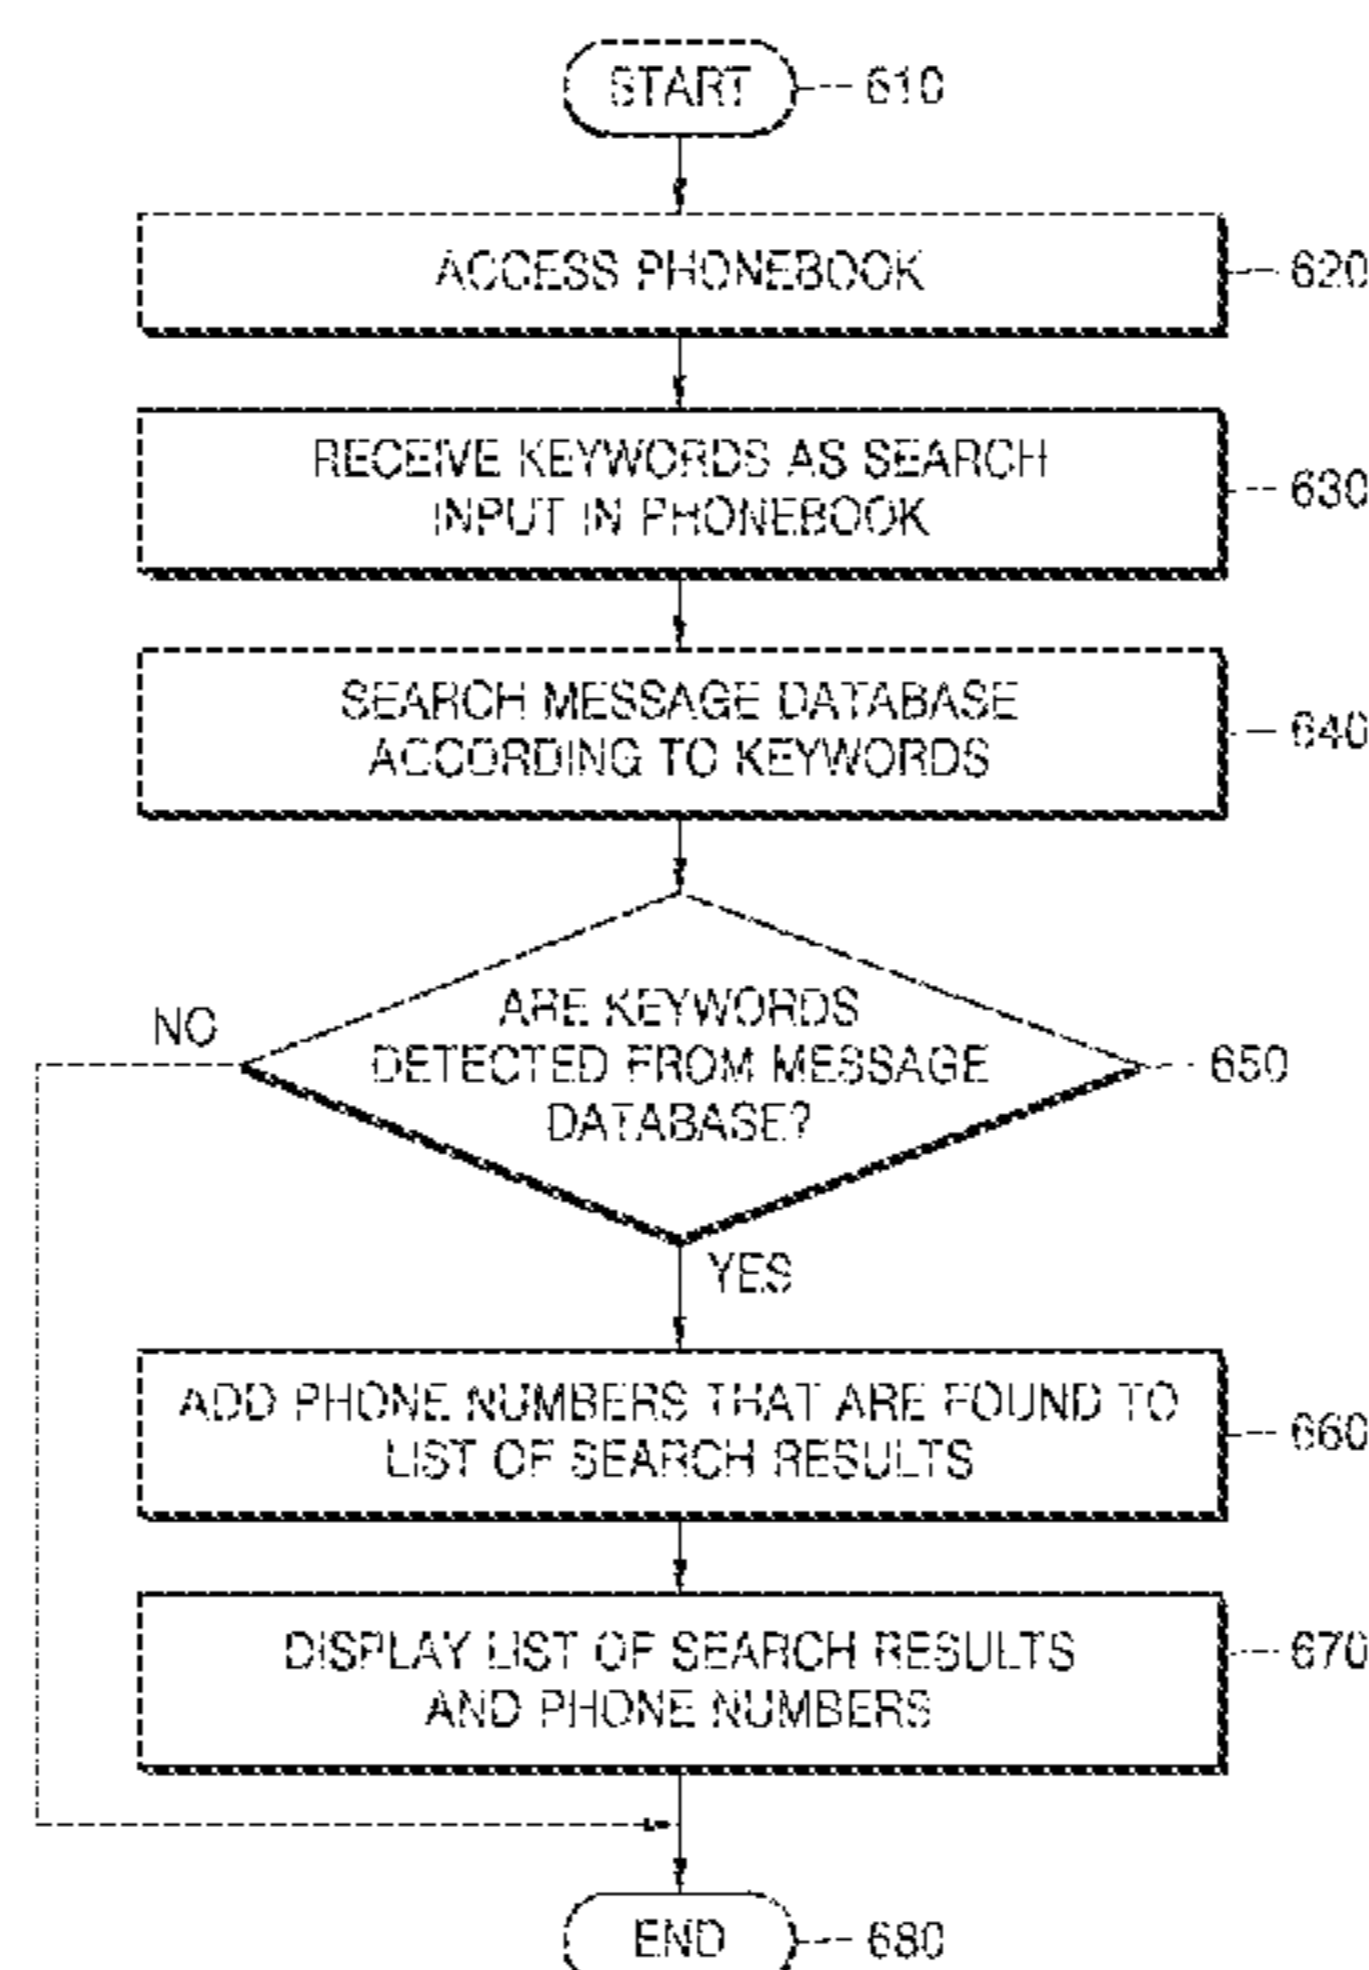 START
610
ACCESS PHONEBOOK
620
RECEIVE KEYWORDS AS SEARCH
INPUT IN PHONEBOOK
630
SEARCH MESSAGE DATABASE
ACCORDING TO KEYWORDS
640
NO
ARE KEYWORDS
DETECTED FROM MESSAGE
DATABASE?
650
YES
ADD PHONE NUMBERS THAT ARE FOUND TO
LIST OF SEARCH RESULTS
660
DISPLAY LIST OF SEARCH RESULTS
AND PHONE NUMBERS
670
END
680